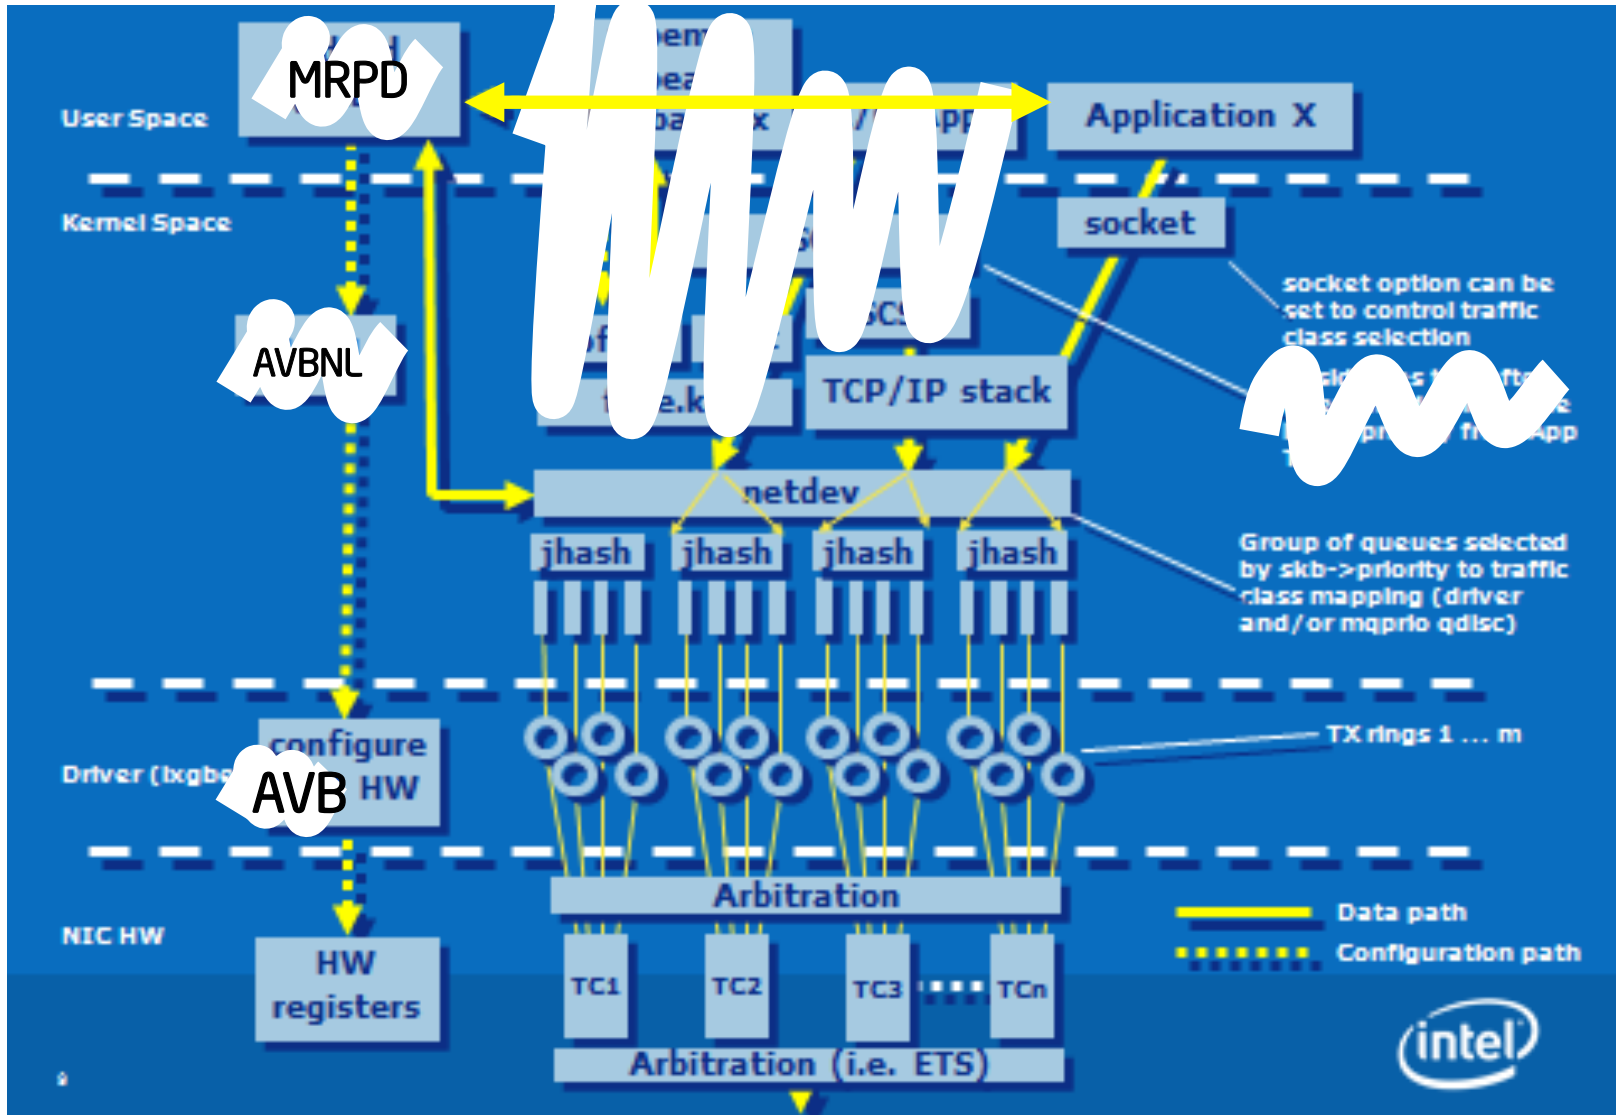 MRPD
User Space
Application X
Kernel Space
socket
socket option can be
set to control traffic
class selection
AVBNL
TCP/IP stack
netdev
jhash jhash jhash jhash
Group of queues selected
by skb->priority to traffic
class mapping (driver
and/or mqprio qdisc)
configure
AVB HW
Driver (ixgbe
TX rings 1 ... m
Arbitration
Data path
Configuration path
NIC HW
HW
registers
TC1 TC2 TC3 TCn
intel
Arbitration (i.e. ETS)